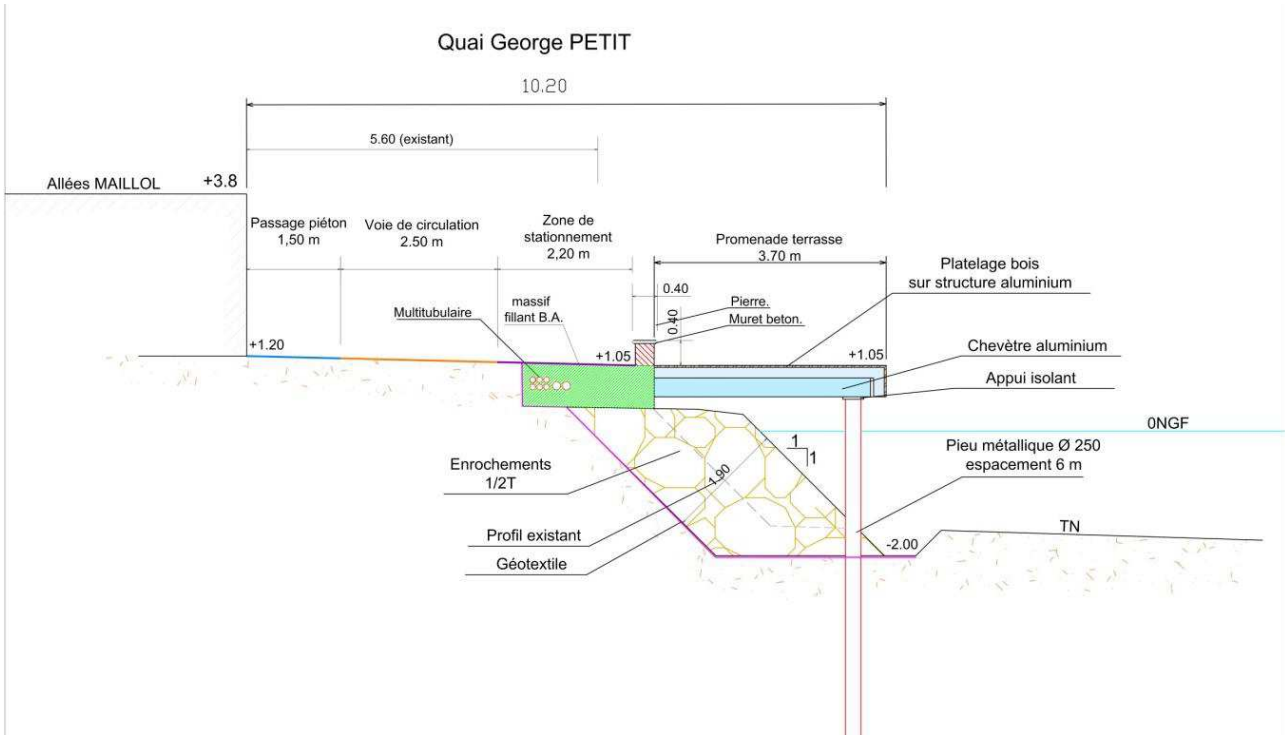 Quai George PETIT
10.20
5.60 (existant)
Allées MAILLOL
+3.8
Passage piéton
1,50 m
Voie de circulation
2.50 m
Zone de
stationnement
2,20 m
Promenade terrasse
3.70 m
Platelage bois
sur structure aluminium
0.40
Pierre.
0.40
Muret beton.
massif
fillant B.A.
Multitubulaire
+1.20
+1.05
+1.05
Chevètre aluminium
Appui isolant
0NGF
1
1
Pieu métallique Ø 250
espacement 6 m
Enrochements
1/2T
1.90
Profil existant
Géotextile
-2.00
TN